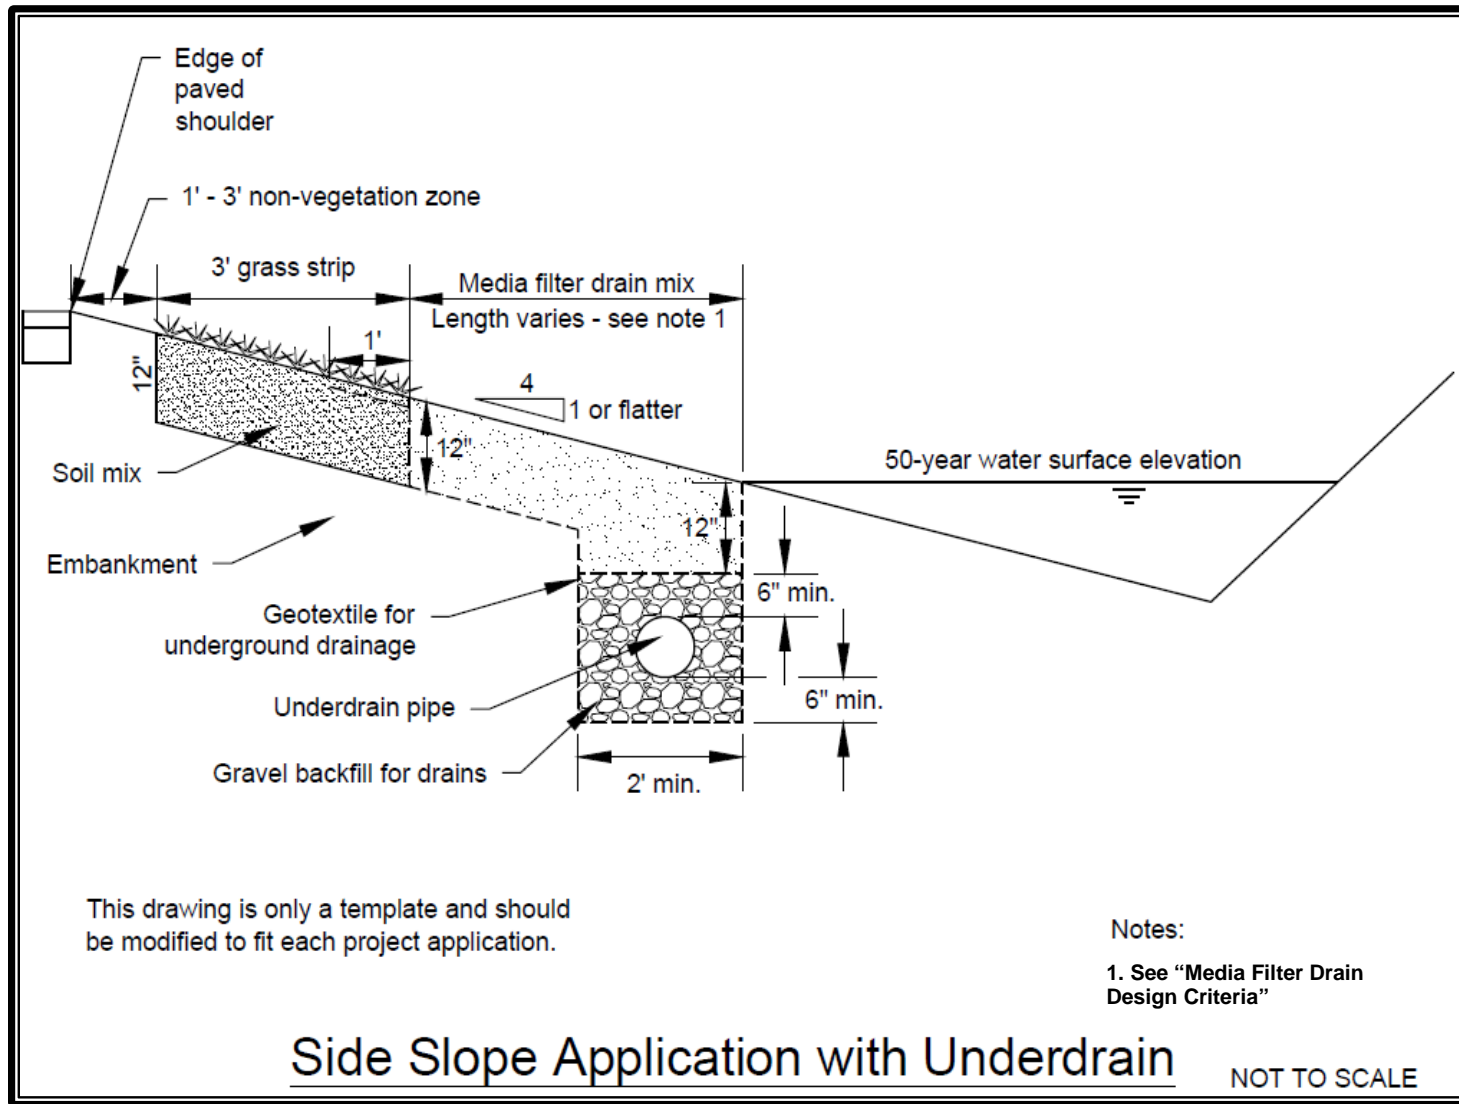 Edge of
paved
shoulder
1' - 3' non-vegetation zone
3' grass strip
Media filter drain mix
Length varies - see note 1
1'
12"
4
1 or flatter
12"
50-year water surface elevation
Soil mix
12"
Embankment
6" min.
Geotextile for
underground drainage
6" min.
Underdrain pipe
Gravel backfill for drains
2' min.
This drawing is only a template and should
be modified to fit each project application.
Notes:
1. See “Media Filter Drain
Design Criteria”
Side Slope Application with Underdrain
NOT TO SCALE